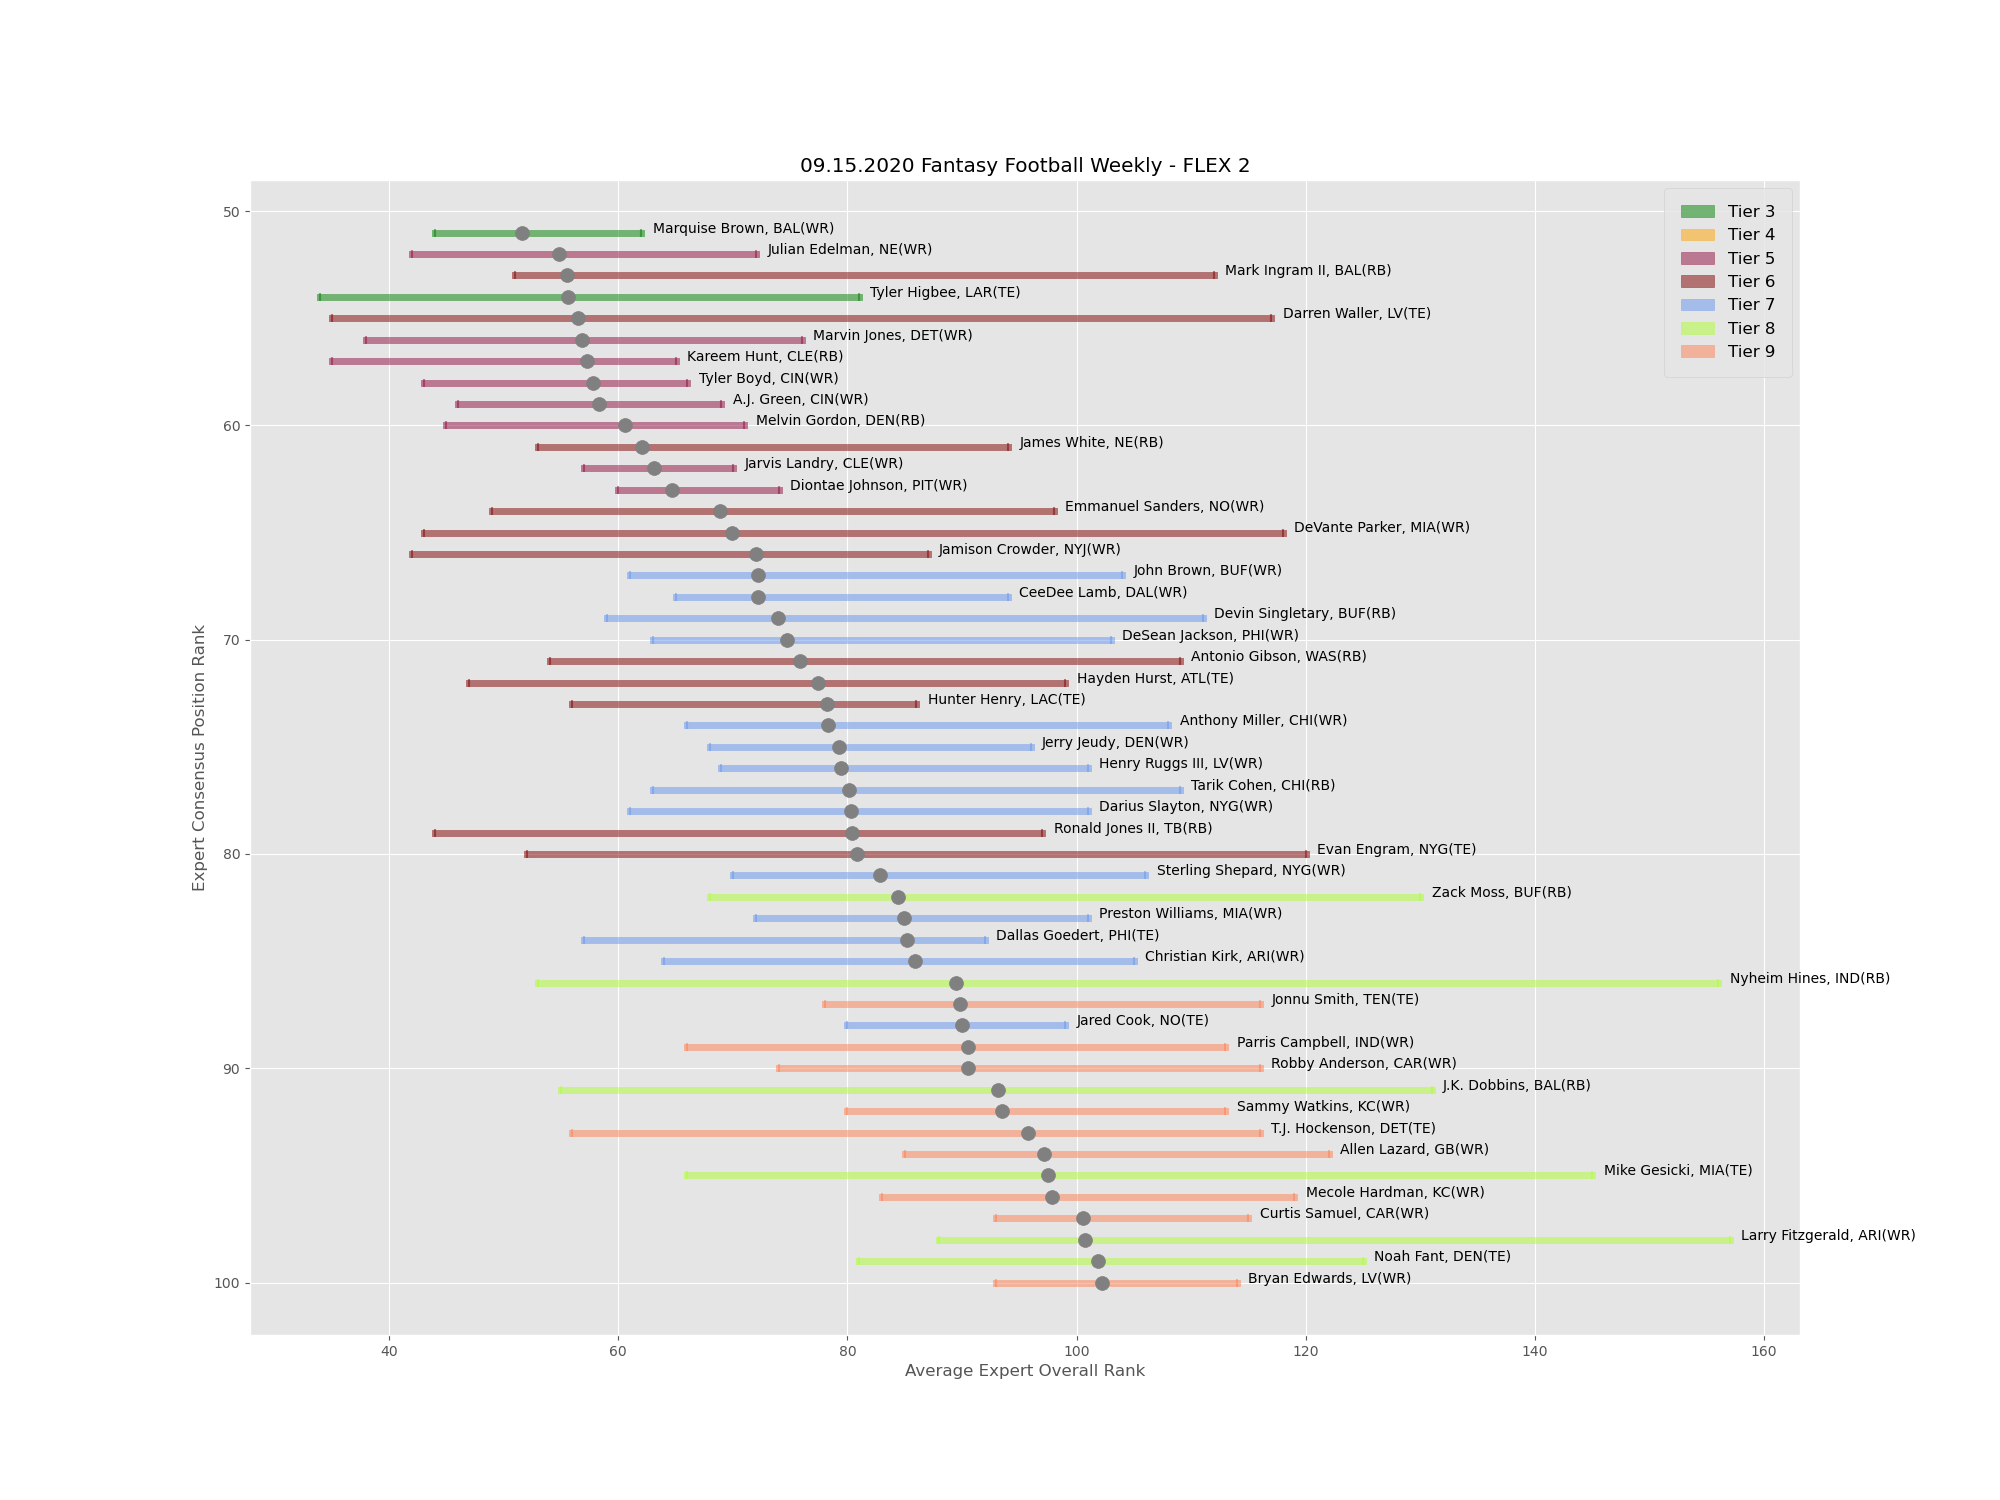 09.15.2020 Fantasy Football Weekly - FLEX 2
Tier 3
Tier 4
Tier 5
Tier 6
Tier 7
Tier 8
Tier 9
50
60
70
80
90
100
Expert Consensus Position Rank
Marquise Brown, BAL(WR)
Julian Edelman, NE(WR)
Mark Ingram II, BAL(RB)
Tyler Higbee, LAR(TE)
Darren Waller, LV(TE)
Marvin Jones, DET(WR)
Kareem Hunt, CLE(RB)
Tyler Boyd, CIN(WR)
A.J. Green, CIN(WR)
Melvin Gordon, DEN(RB)
James White, NE(RB)
Jarvis Landry, CLE(WR)
Diontae Johnson, PIT(WR)
Emmanuel Sanders, NO(WR)
DeVante Parker, MIA(WR)
Jamison Crowder, NYJ(WR)
John Brown, BUF(WR)
CeeDee Lamb, DAL(WR)
Devin Singletary, BUF(RB)
DeSean Jackson, PHI(WR)
Antonio Gibson, WAS(RB)
Hayden Hurst, ATL(TE)
Hunter Henry, LAC(TE)
Anthony Miller, CHI(WR)
Jerry Jeudy, DEN(WR)
Henry Ruggs III, LV(WR)
Tarik Cohen, CHI(RB)
Darius Slayton, NYG(WR)
Ronald Jones II, TB(RB)
Evan Engram, NYG(TE)
Sterling Shepard, NYG(WR)
Zack Moss, BUF(RB)
Preston Williams, MIA(WR)
Dallas Goedert, PHI(TE)
Christian Kirk, ARI(WR)
Nyheim Hines, IND(RB)
Jonnu Smith, TEN(TE)
Jared Cook, NO(TE)
Parris Campbell, IND(WR)
Robby Anderson, CAR(WR)
J.K. Dobbins, BAL(RB)
Sammy Watkins, KC(WR)
T.J. Hockenson, DET(TE)
Allen Lazard, GB(WR)
Mike Gesicki, MIA(TE)
Mecole Hardman, KC(WR)
Curtis Samuel, CAR(WR)
Larry Fitzgerald, ARI(WR)
Noah Fant, DEN(TE)
Bryan Edwards, LV(WR)
40 60 80 100 120 140 160
Average Expert Overall Rank